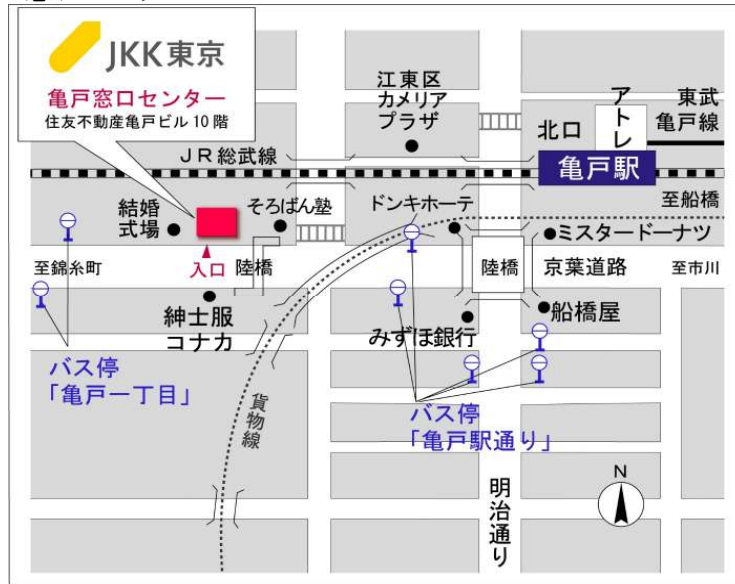 JKK東京
亀戸窓口センター
住友不動産亀戸ビル10階
江東区
カメリア
プラザ
北口
アトレ
東武
亀戸線
JR総武線
亀戸駅
至船橋
結婚
式場
そろばん塾
ドンキホーテ
ミスタードーナツ
至錦糸町
入口
陸橋
陸橋
京葉道路
至市川
紳士服
コナカ
みずほ銀行
船橋屋
バス停
「亀戸一丁目」
貨物線
バス停
「亀戸駅通り」
明治通り
N